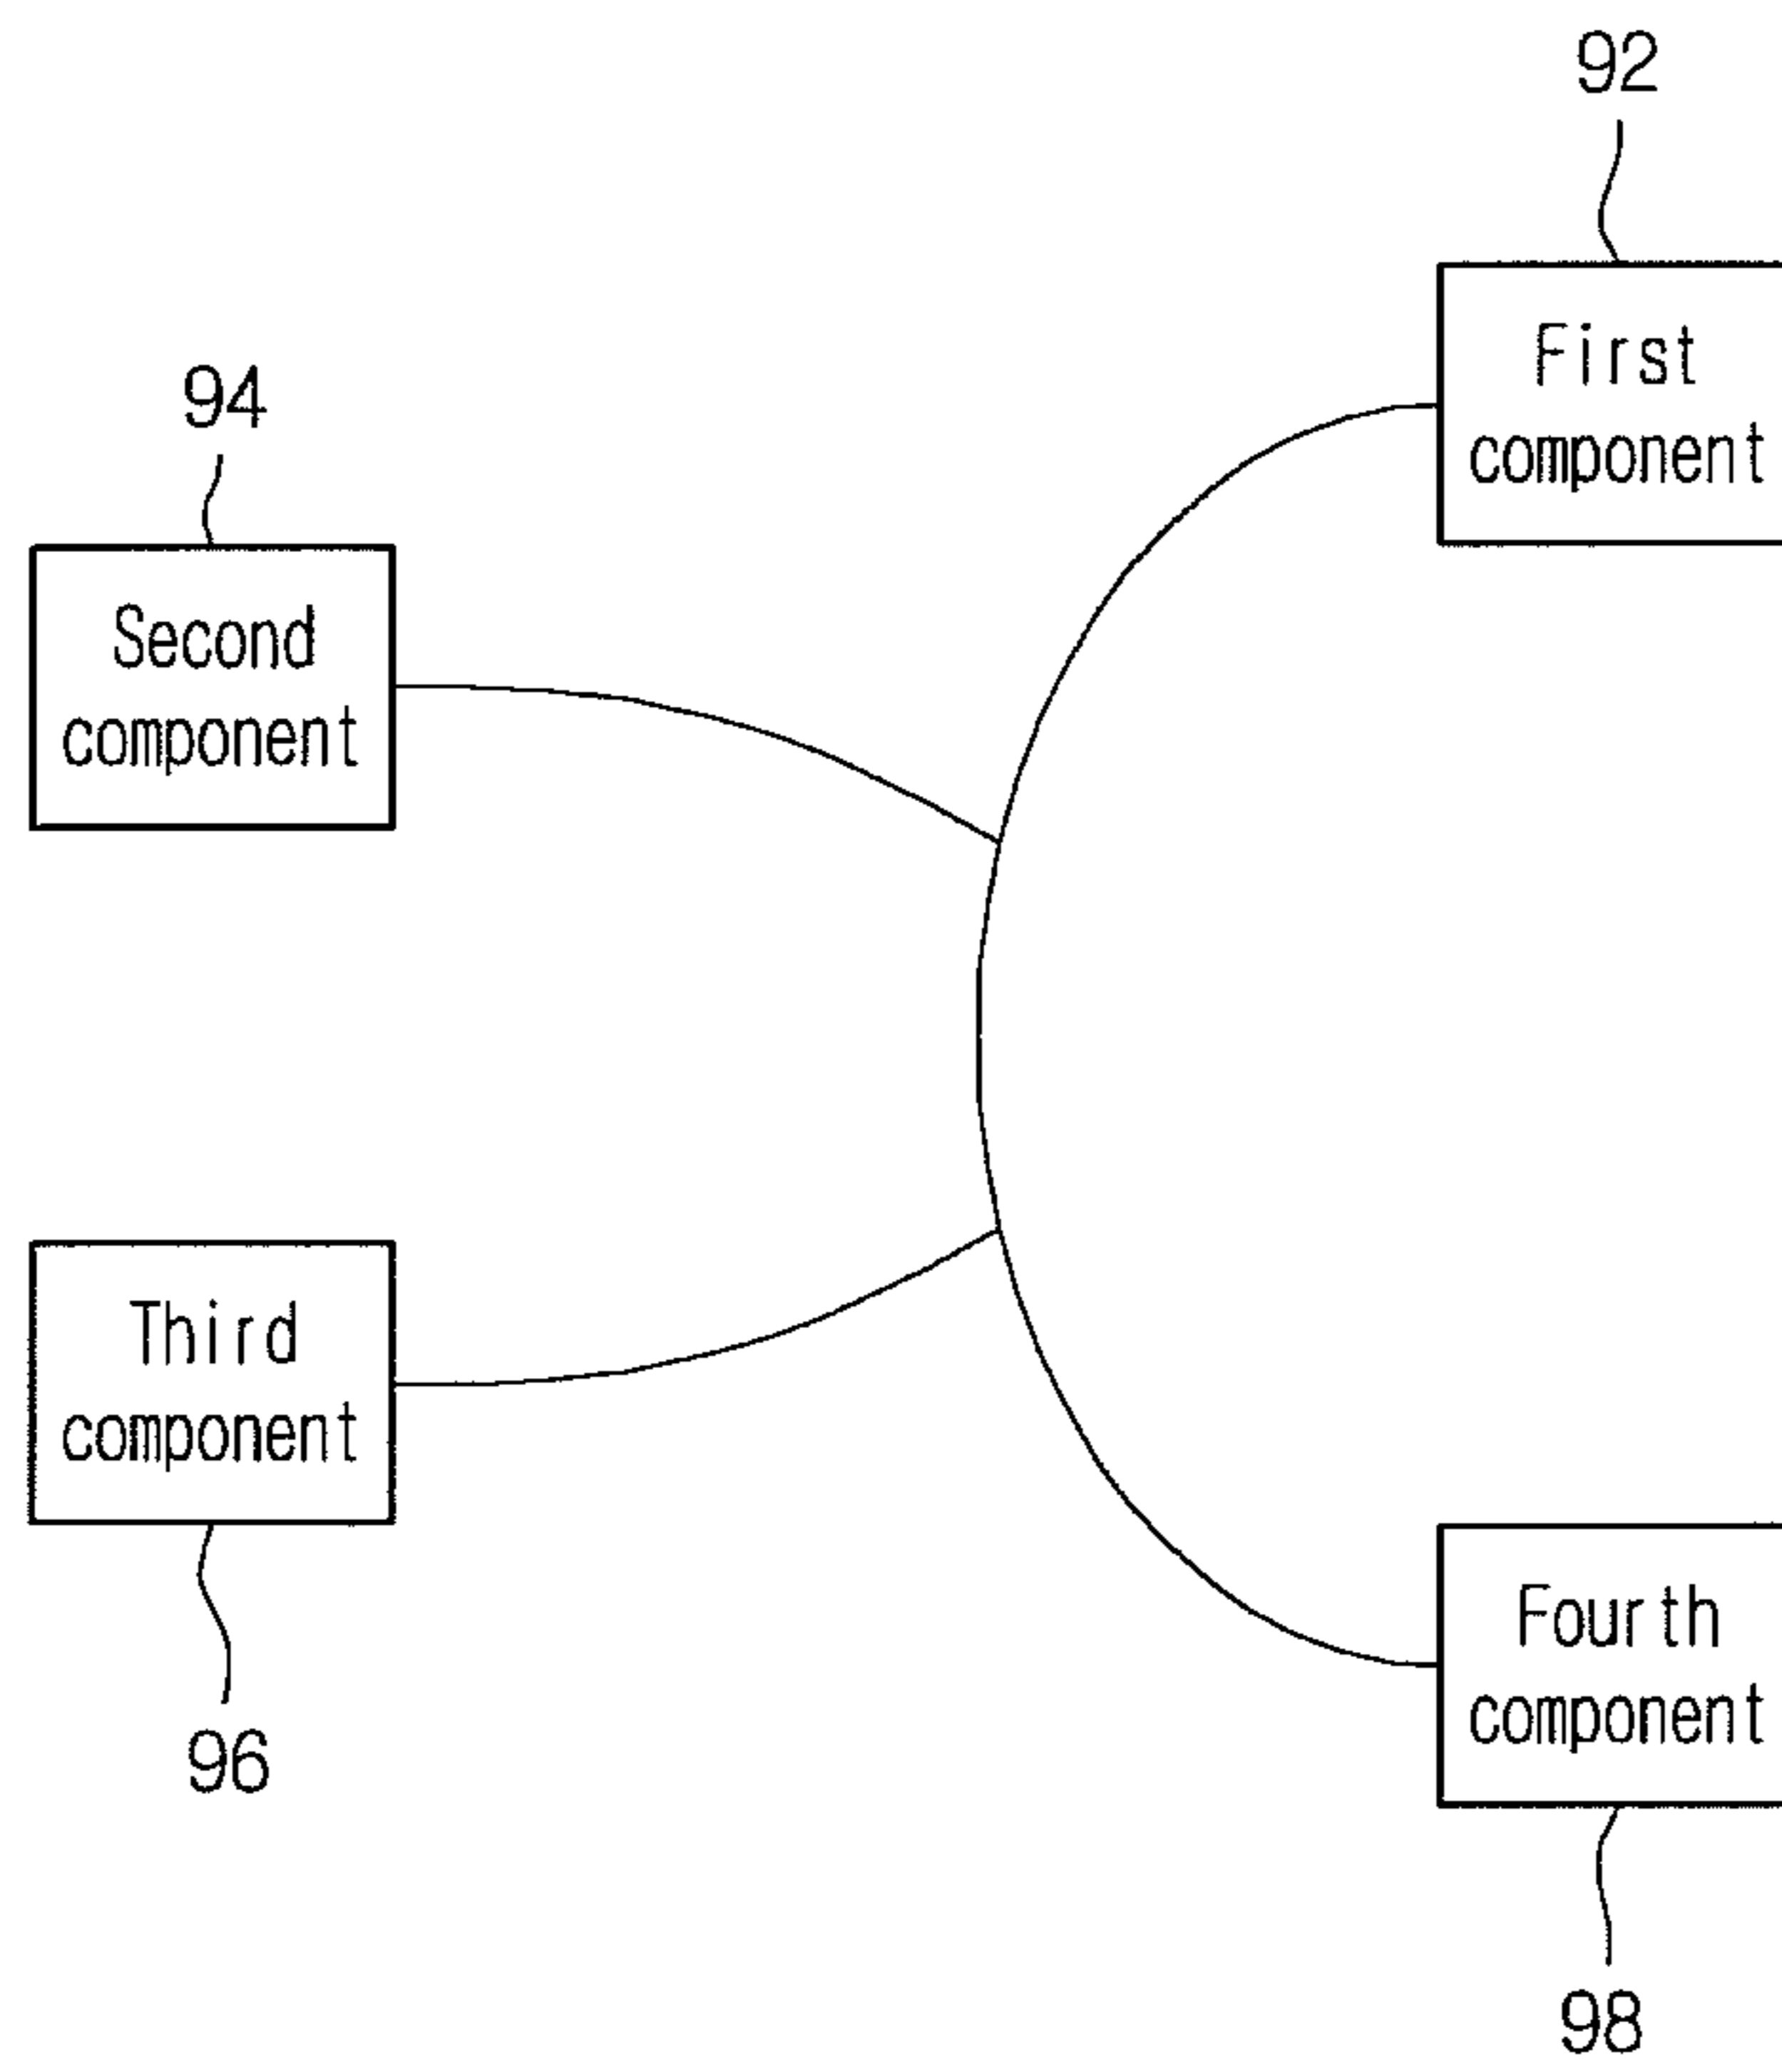 92
First
component
94
Second
component
Third
component
96
Fourth
component
98